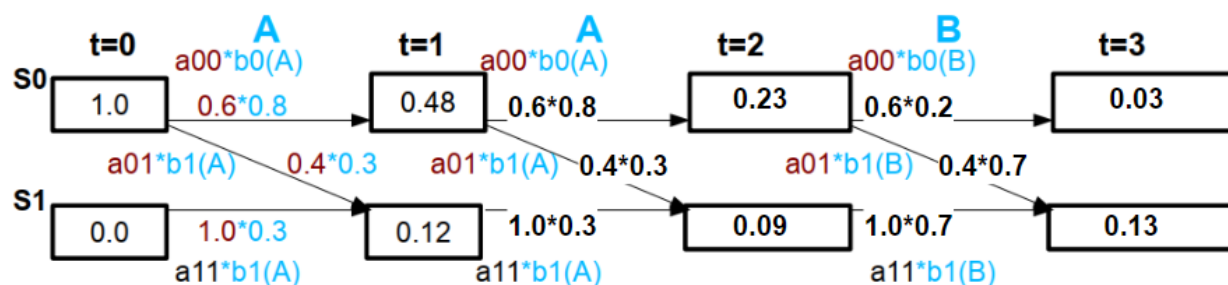 A A B
t=0 t=1 t=2 t=3
a00*b0(A) a00*b0(A) a00*b0(B)
S0
1.0 0.6*0.8 0.48 0.6*0.8 0.23 0.6*0.2 0.03
a01*b1(A) 0.4*0.3 a01*b1(A) 0.4*0.3 a01*b1(B) 0.4*0.7
S1
0.0 1.0*0.3 0.12 1.0*0.3 0.09 1.0*0.7 0.13
a11*b1(A) a11*b1(A) a11*b1(B)